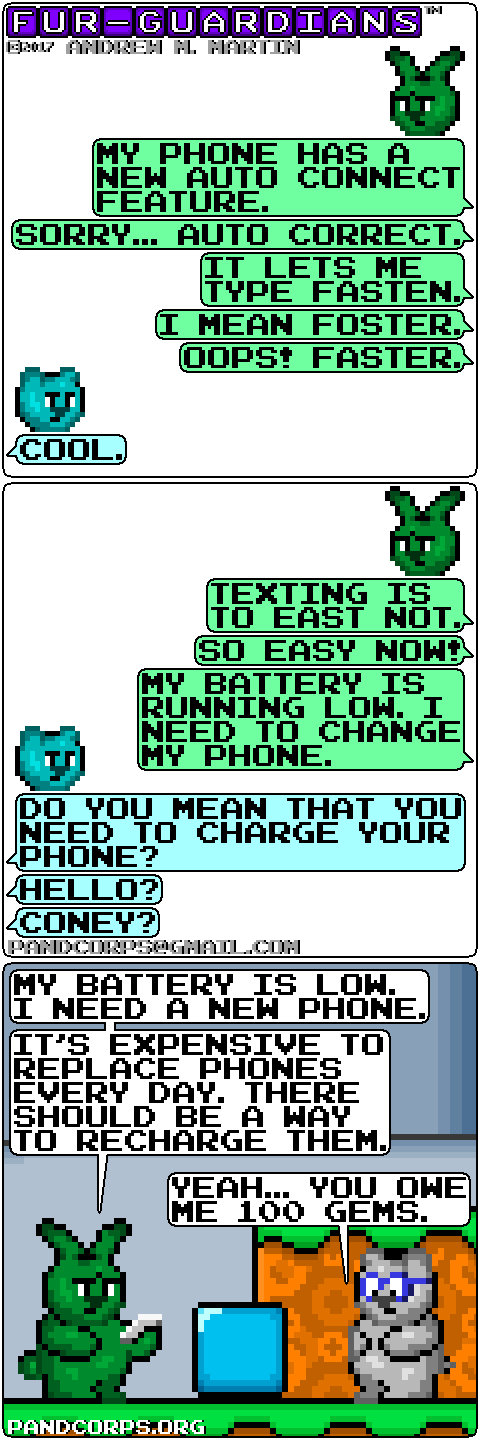 FUR-GUARDIANS™
©2017 ANDREW M. MARTIN
MY PHONE HAS A
NEW AUTO CONNECT
FEATURE.
SORRY... AUTO CORRECT.
IT LETS ME
TYPE FASTEN.
I MEAN FOSTER.
OOPS! FASTER.
COOL.
TEXTING IS
TO EAST NOT.
SO EASY NOW!
MY BATTERY IS
RUNNING LOW. I
NEED TO CHANGE
MY PHONE.
DO YOU MEAN THAT YOU
NEED TO CHARGE YOUR
PHONE?
HELLO?
CONEY?
PANDCORPS@GMAIL.COM
MY BATTERY IS LOW.
I NEED A NEW PHONE.
IT'S EXPENSIVE TO
REPLACE PHONES
EVERY DAY. THERE
SHOULD BE A WAY
TO RECHARGE THEM.
YEAH... YOU OWE
ME 100 GEMS.
PANDCORPS.ORG